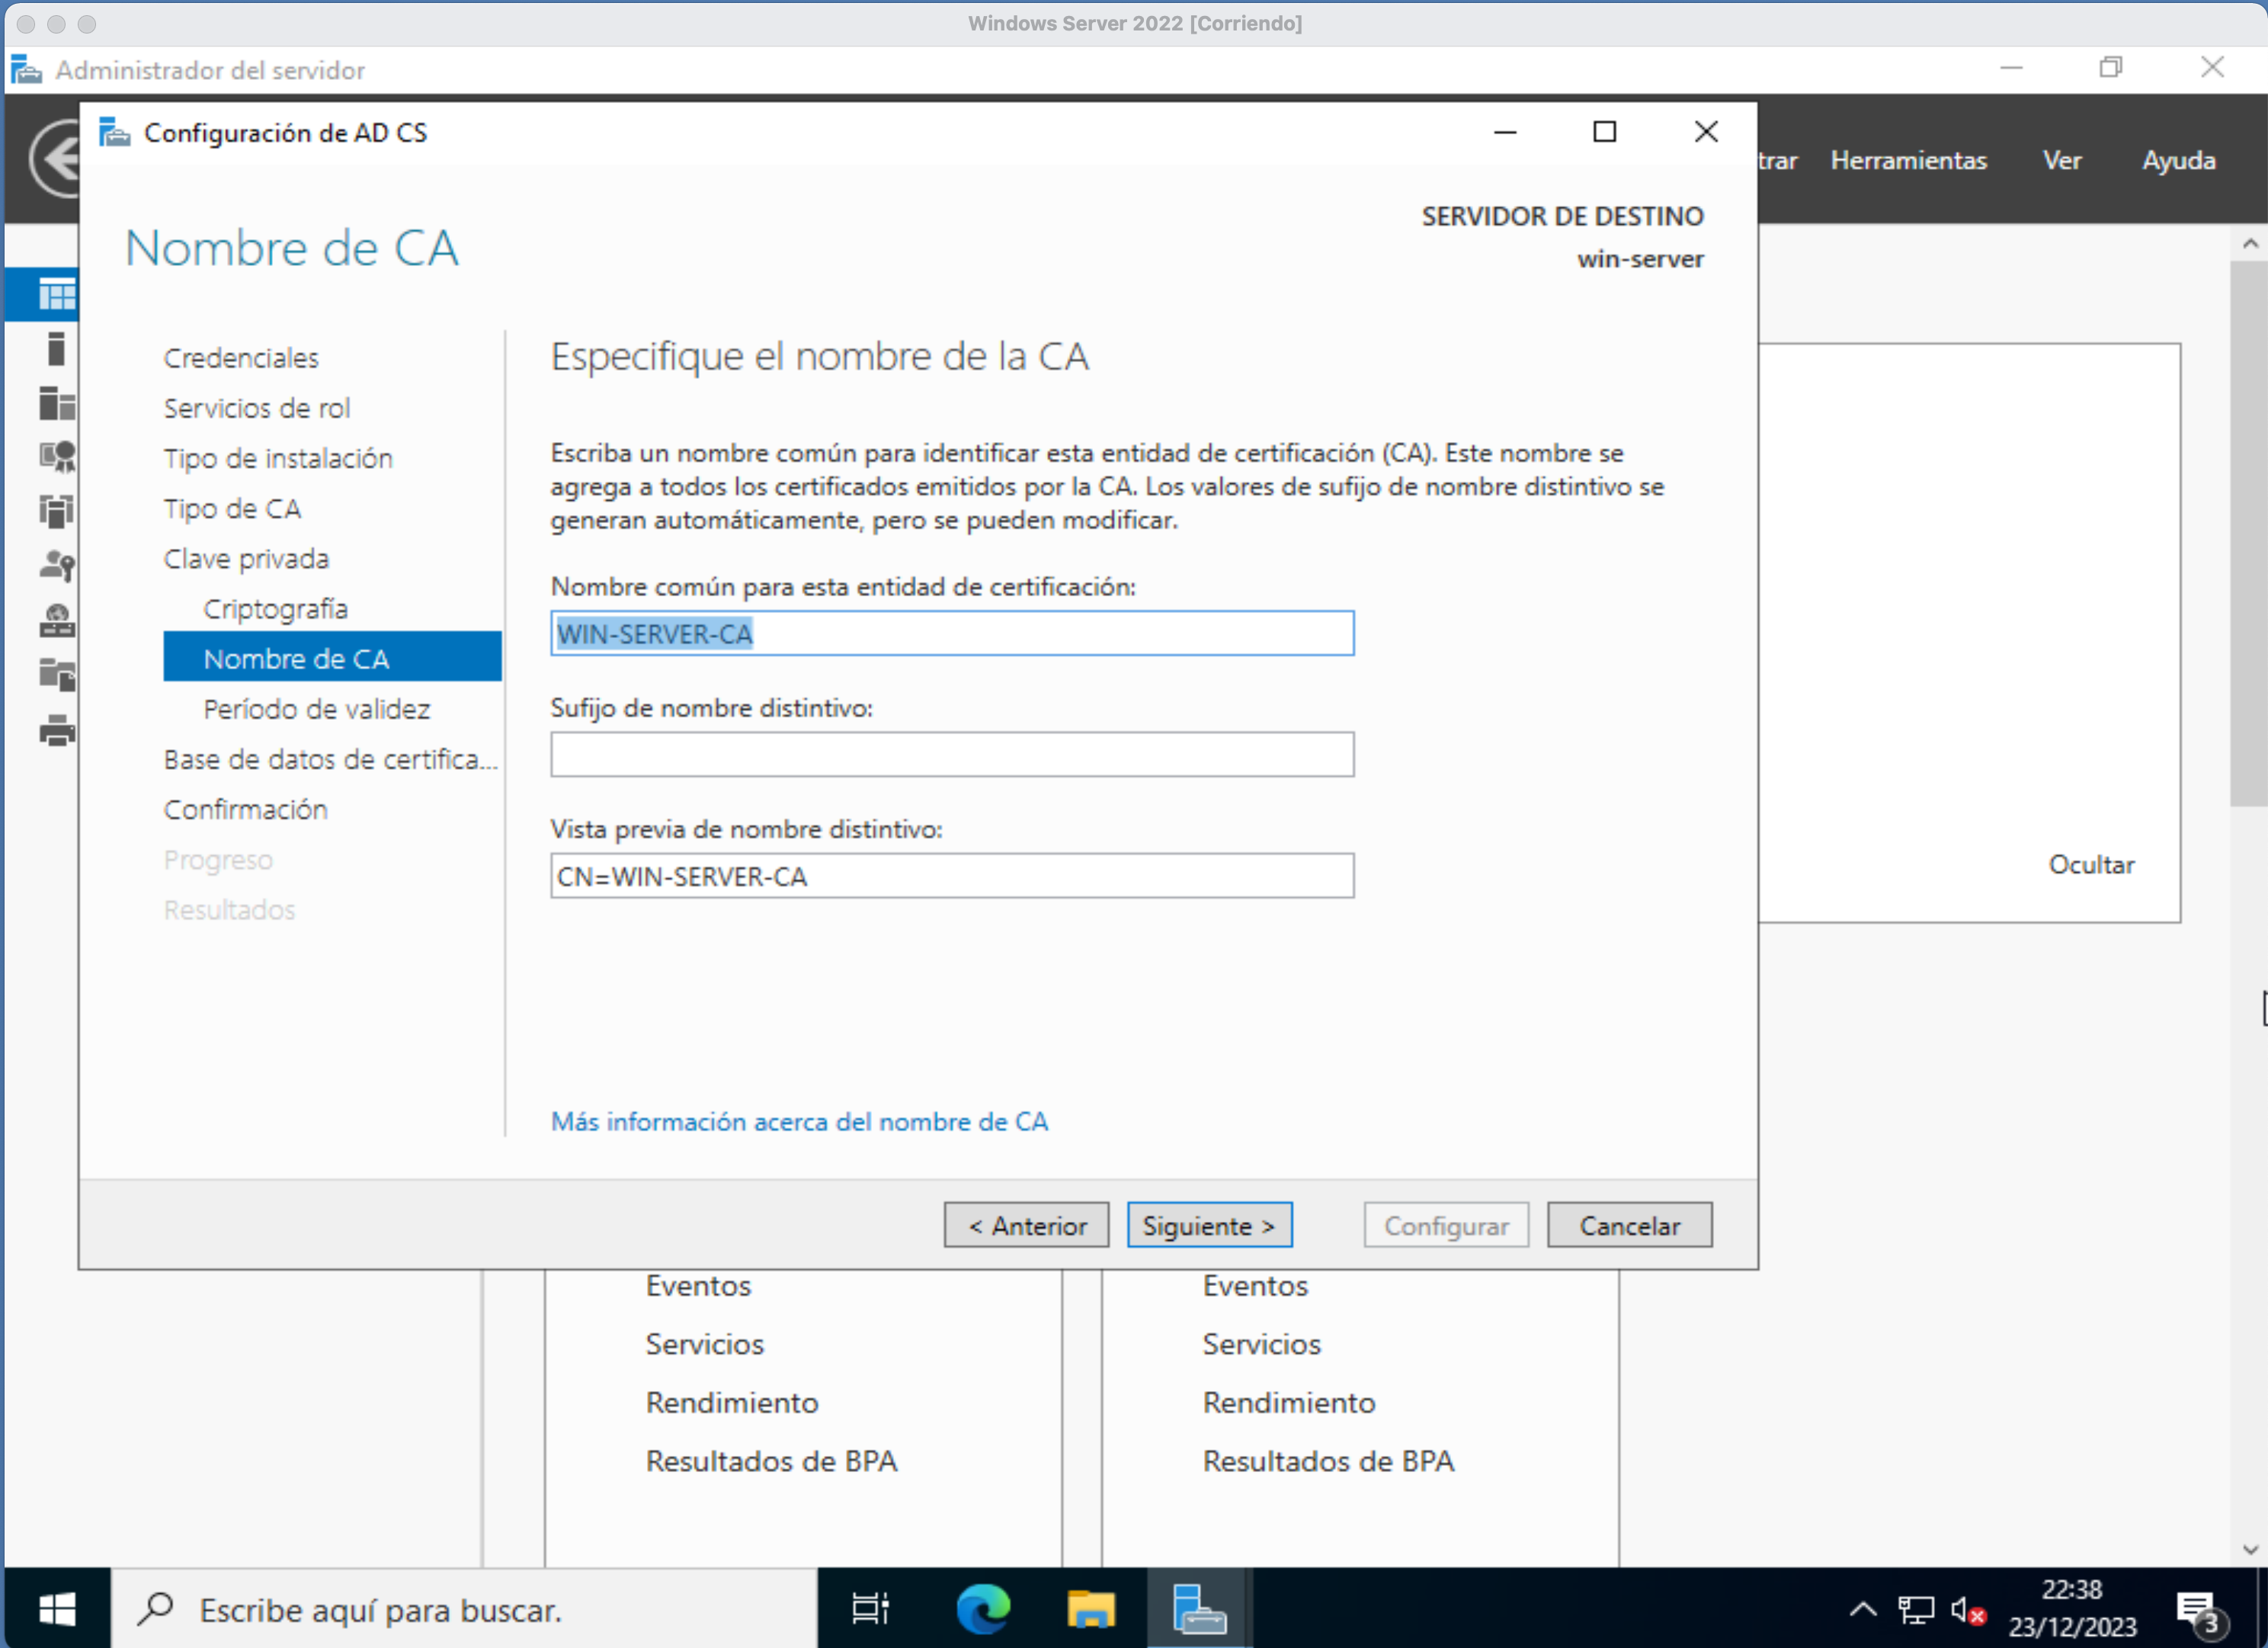 Windows Server 2022 [Corriendo]
Administrador del servidor
Configuración de AD CS
Herramientas
Ver
Ayuda
Nombre de CA
SERVIDOR DE DESTINO
win-server
Credenciales
Servicios de rol
Tipo de instalación
Tipo de CA
Clave privada
Criptografía
Nombre de CA
Período de validez
Base de datos de certifica...
Confirmación
Progreso
Resultados
Especifique el nombre de la CA
Escriba un nombre común para identificar esta entidad de certificación (CA). Este nombre se
agrega a todos los certificados emitidos por la CA. Los valores de sufijo de nombre distintivo se
generan automáticamente, pero se pueden modificar.
Nombre común para esta entidad de certificación:
WIN-SERVER-CA
Sufijo de nombre distintivo:
Vista previa de nombre distintivo:
CN=WIN-SERVER-CA
Más información acerca del nombre de CA
< Anterior
Siguiente >
Configurar
Cancelar
Ocultar
Eventos
Servicios
Rendimiento
Resultados de BPA
Eventos
Servicios
Rendimiento
Resultados de BPA
Escribe aquí para buscar.
22:38
23/12/2023
3